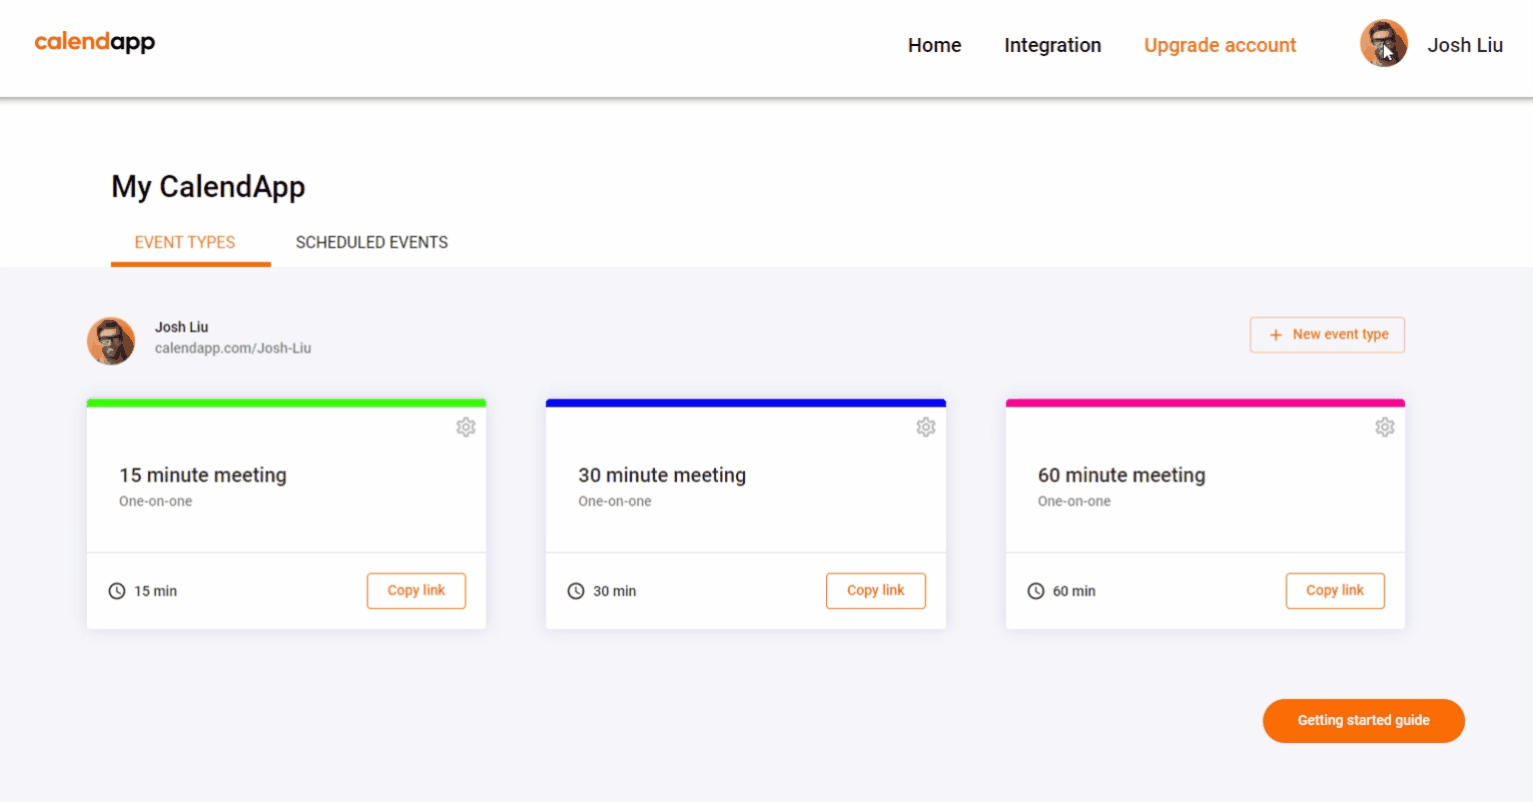 calendapp
Home Integration Upgrade account Josh Liu
My CalendApp
EVENT TYPES SCHEDULED EVENTS
Josh Liu
calendapp.com/Josh-Liu
+ New event type
15 minute meeting
One-on-one
15 min Copy link
30 minute meeting
One-on-one
30 min Copy link
60 minute meeting
One-on-one
60 min Copy link
Getting started guide